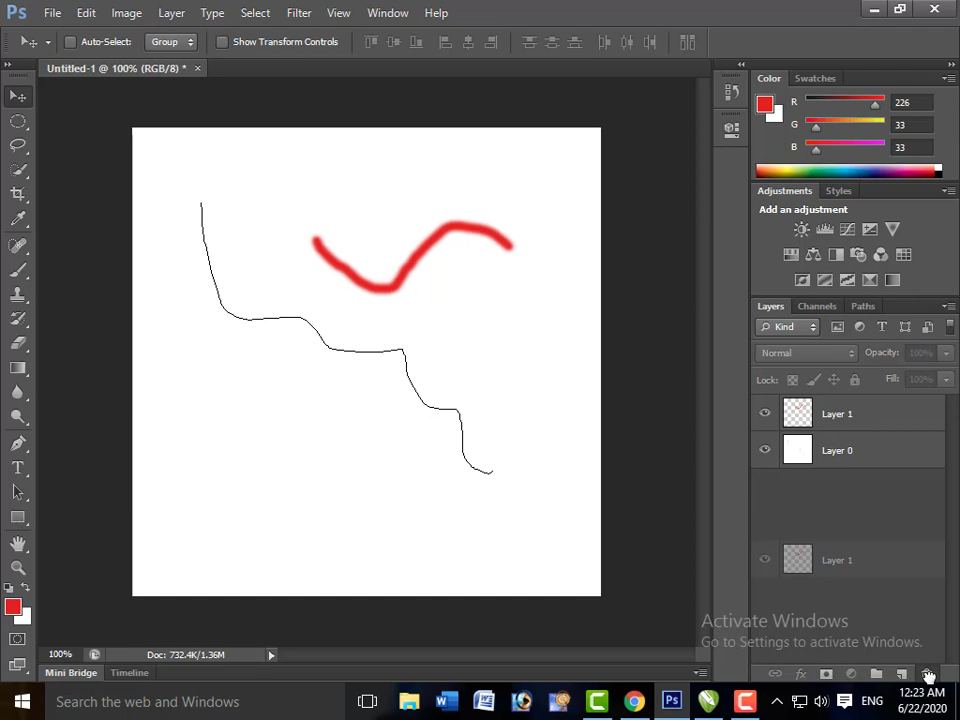 Ps File Edit Image Layer Type Select Filter View Window Help
Auto-Select: Group Show Transform Controls
Untitled-1 @ 100% (RGB/8) * ×
Color Swatches
R 226
G 33
B 33
Adjustments Styles
Add an adjustment
Layers Channels Paths
Kind
Normal Opacity: 100%
Lock: Fill: 100%
Layer 1
Layer 0
Layer 1
Activate Windows
Go to Settings to activate Windows.
100% Doc: 732.4K/1.36M
Mini Bridge Timeline
Search the web and Windows
ENG
12:23 AM
6/22/2020